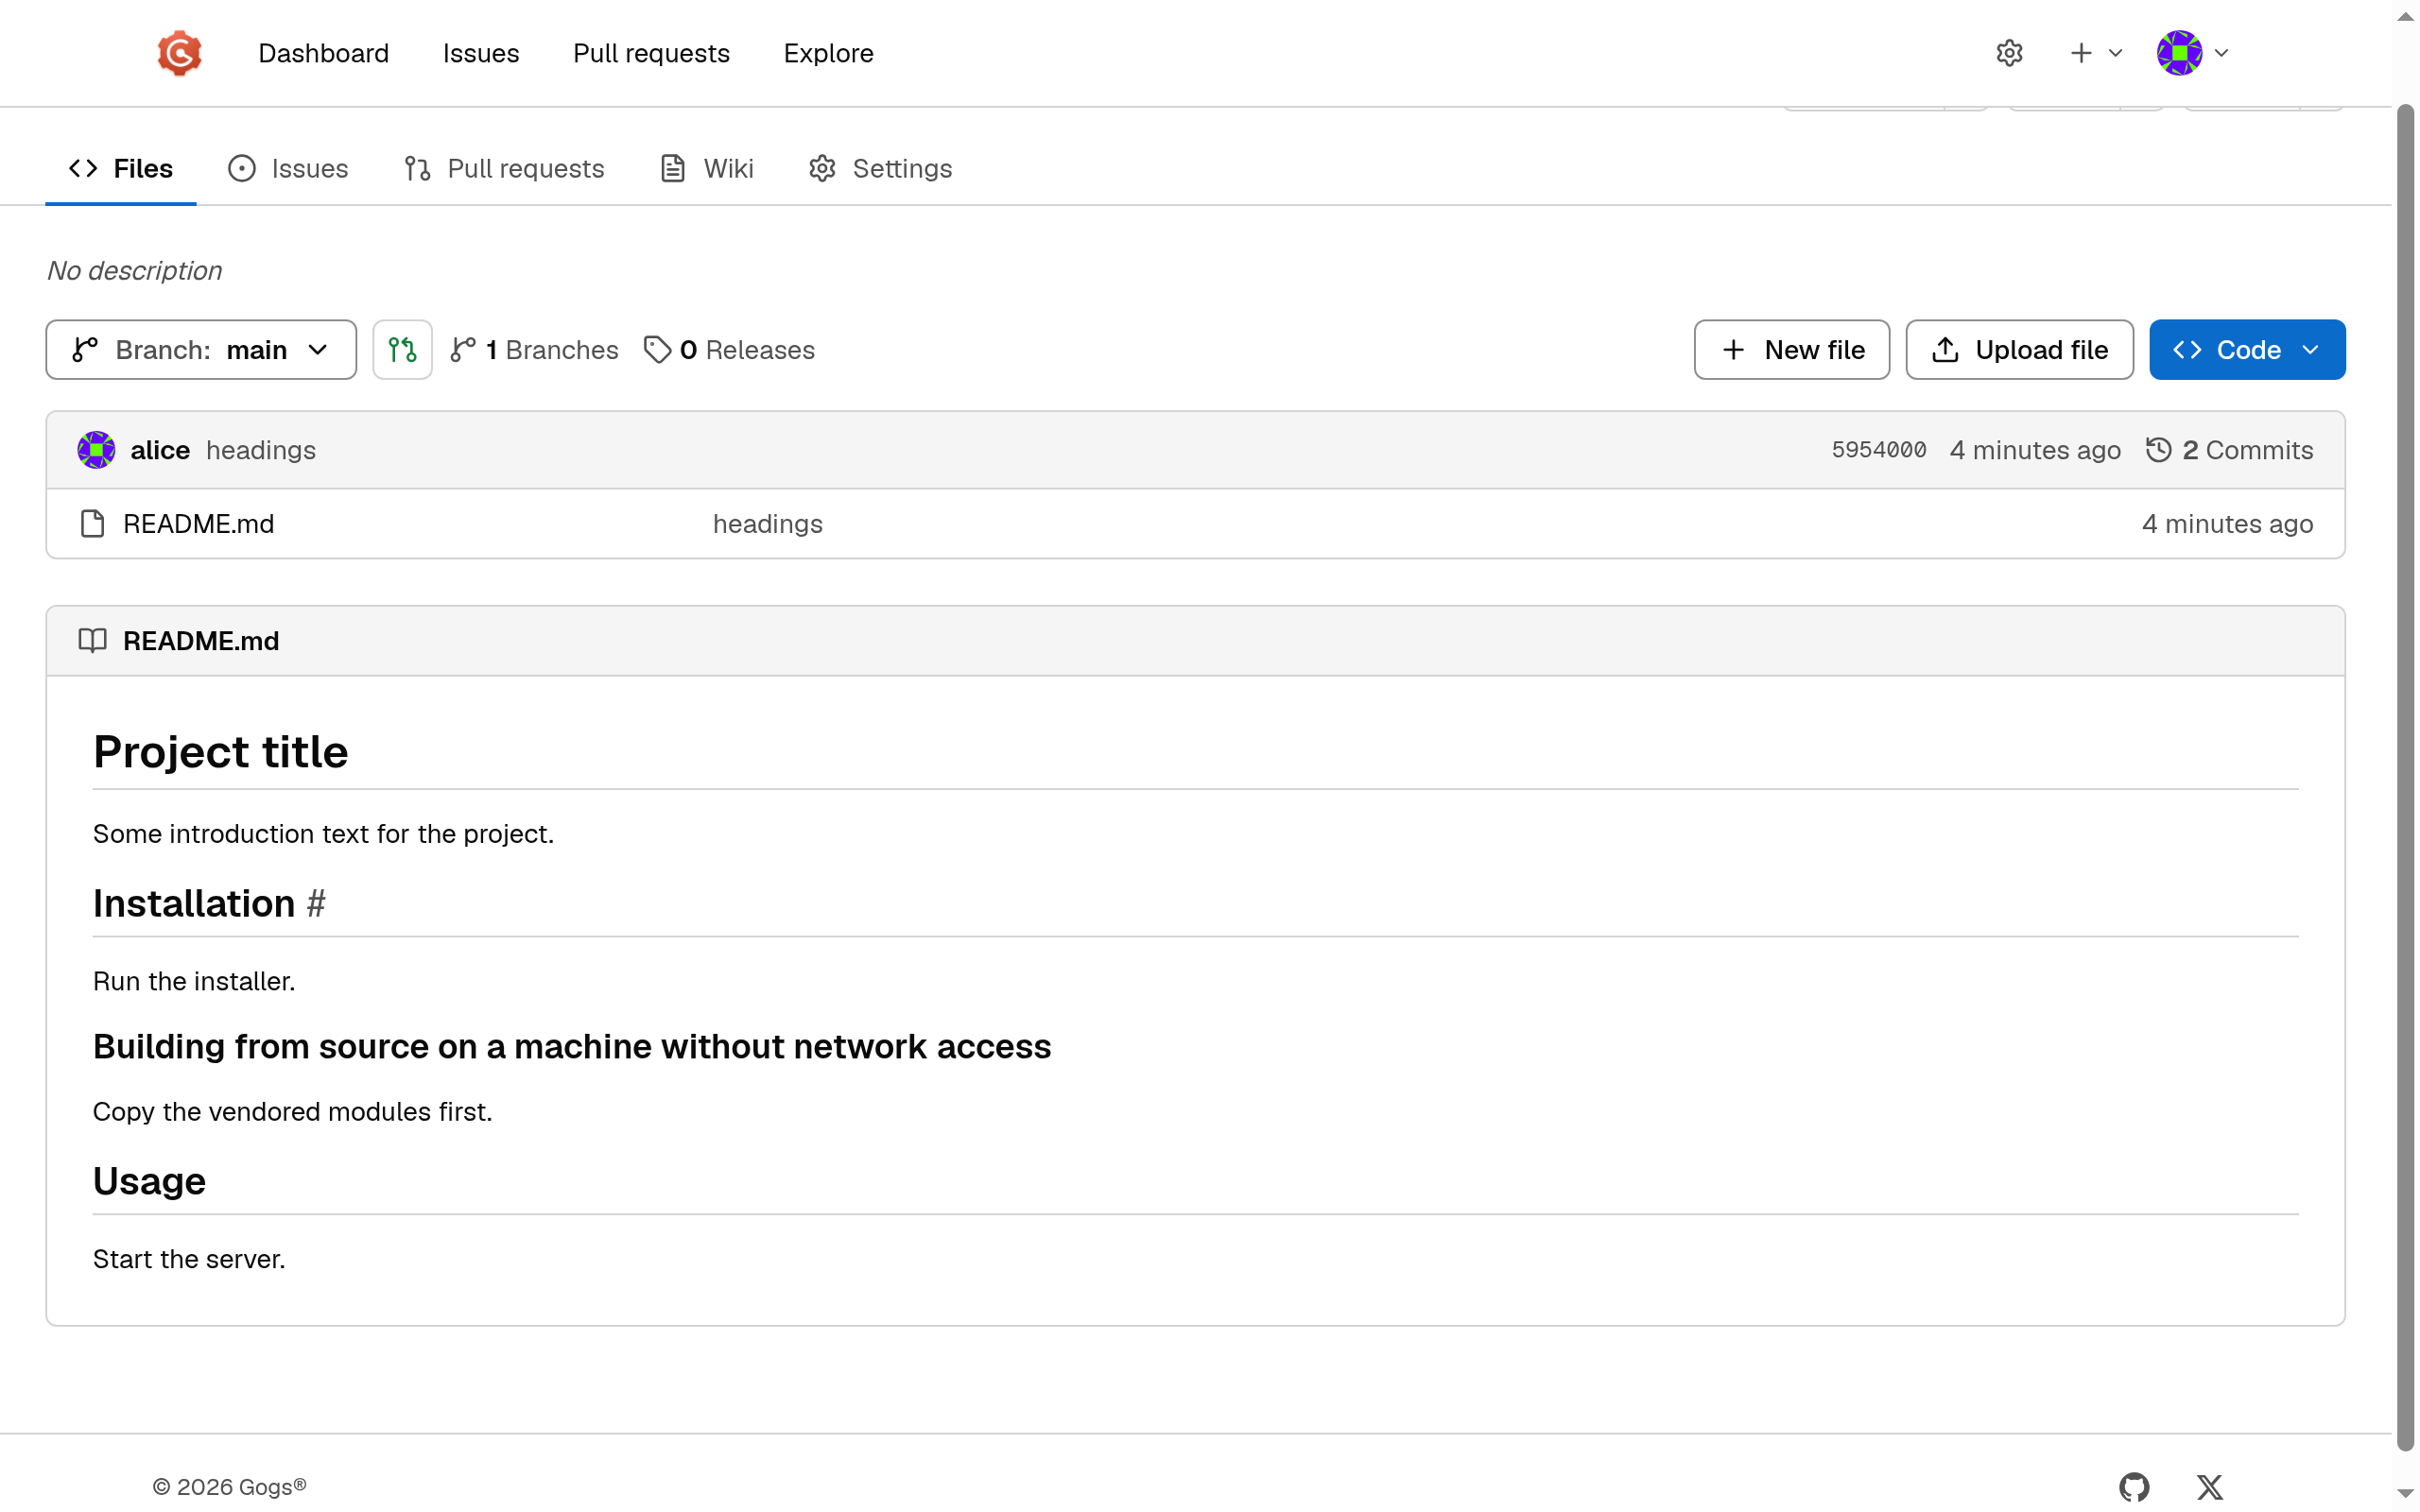 Dashboard Issues Pull requests Explore
Files Issues Pull requests Wiki Settings
No description
Branch: main 1 Branches 0 Releases New file Upload file Code
alice headings 5954000 4 minutes ago 2 Commits
README.md headings 4 minutes ago
README.md
Project title
Some introduction text for the project.
Installation #
Run the installer.
Building from source on a machine without network access
Copy the vendored modules first.
Usage
Start the server.
© 2026 Gogs®